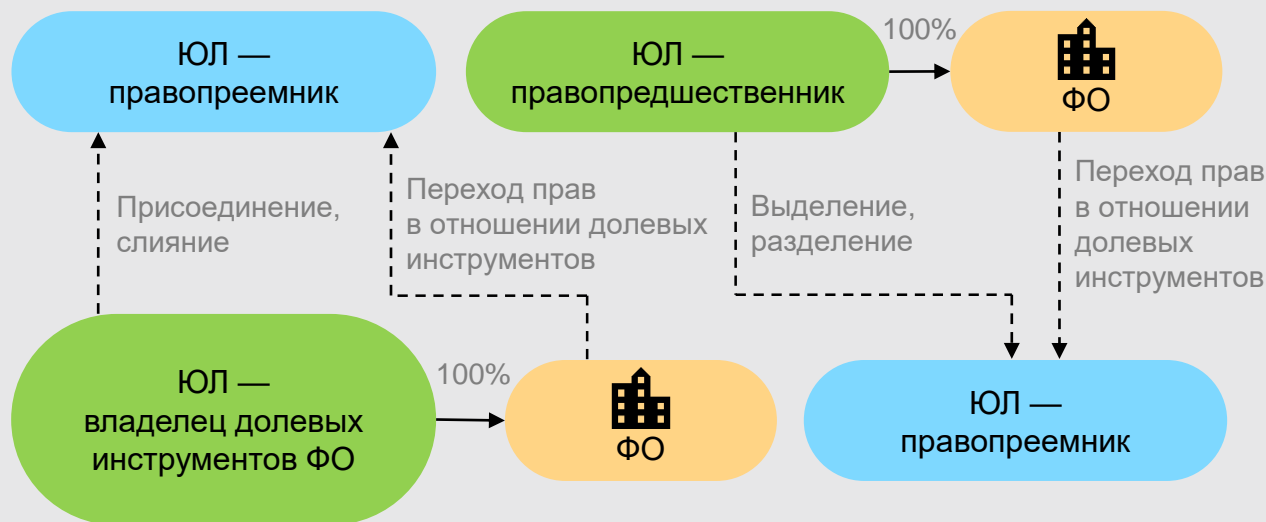 ЮЛ —
правопреемник
ЮЛ —
правопредшественник
100%
ФО
Присоединение,
слияние
Переход прав
в отношении долевых
инструментов
Выделение,
разделение
Переход прав
в отношении
долевых
инструментов
ЮЛ —
владелец долевых
инструментов ФО
100%
ФО
ЮЛ —
правопреемник